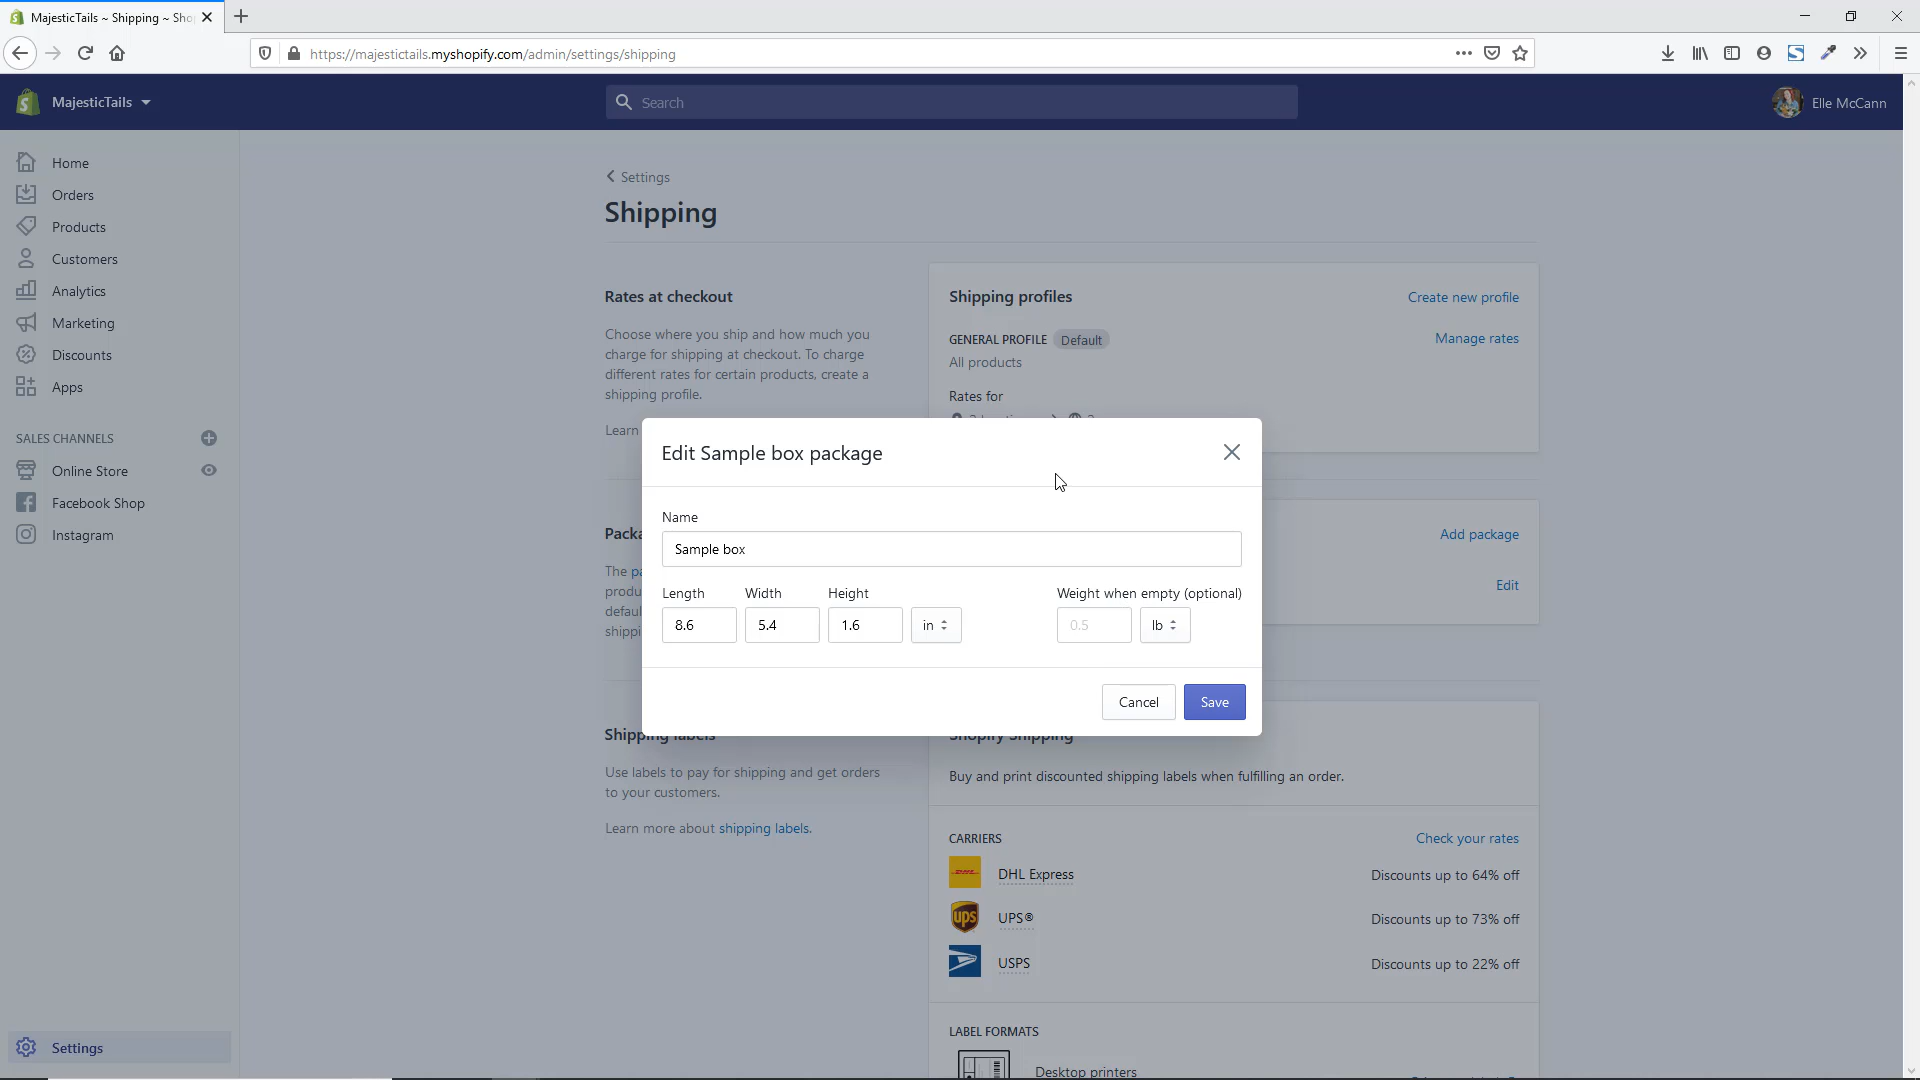 MajesticTails ~ Shipping ~ Sho
https://majestictails.myshopify.com/admin/settings/shipping
MajesticTails
Search
Elle McCann
Home
Orders
Products
Customers
Analytics
Marketing
Discounts
Apps
SALES CHANNELS
Online Store
Facebook Shop
Instagram
Settings
Settings
Shipping
Rates at checkout
Choose where you ship and how much you
charge for shipping at checkout. To charge
different rates for certain products, create a
shipping profile.
Learn
Shipping profiles
Create new profile
GENERAL PROFILE Default
Manage rates
All products
Rates for
Add package
Edit
The
Edit Sample box package
Name
Sample box
Length Width Height Weight when empty (optional)
8.6 5.4 1.6 in 0.5 lb
Cancel Save
Shipping labels
Use labels to pay for shipping and get orders
to your customers.
Learn more about shipping labels.
Shopify Shipping
Buy and print discounted shipping labels when fulfilling an order.
CARRIERS
Check your rates
DHL Express Discounts up to 64% off
ups UPS® Discounts up to 73% off
USPS Discounts up to 22% off
LABEL FORMATS
Desktop printers